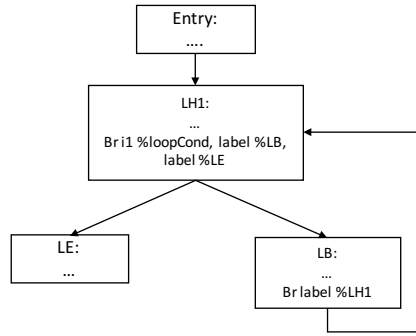 Entry:
....
LH1:
...
Br i1 %loopCond, label %LB,
label %LE
LE:
...
LB:
...
Br label %LH1